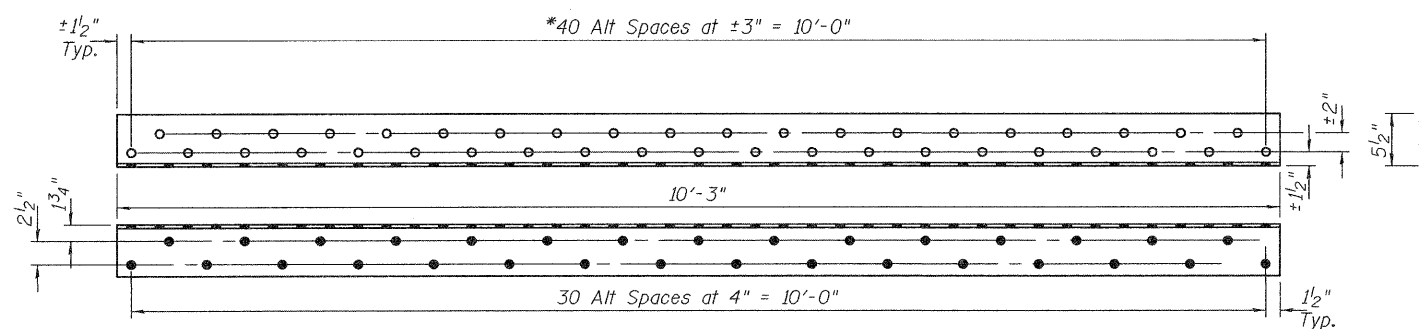 ±1½"
Typ.
*40 Alt Spaces at ±3" = 10'-0"
±2"
5½"
±1½"
10'-3"
1¾"
2½"
30 Alt Spaces at 4" = 10'-0"
1½"
Typ.